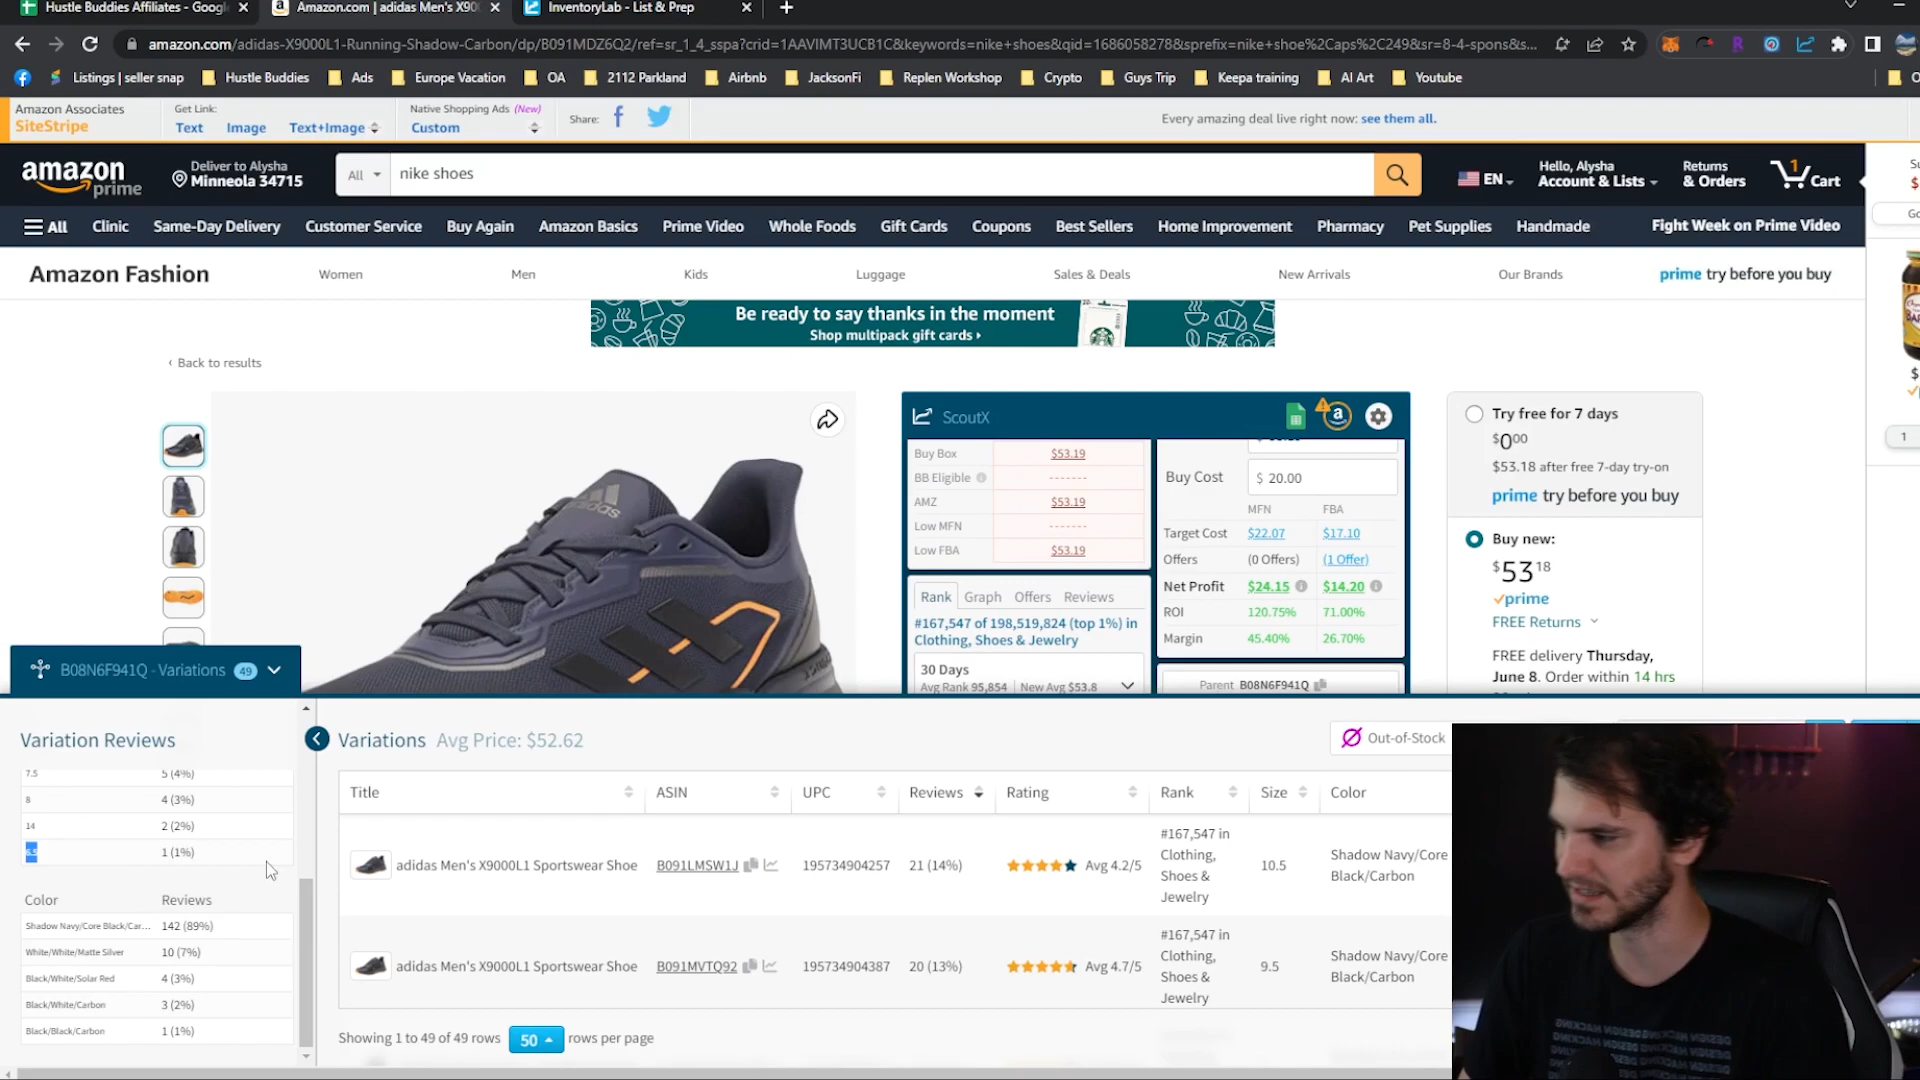 Hustle Buddies Affiliates - Googl
Amazon.com | adidas Men's X90
InventoryLab - List & Prep
amazon.com/adidas-X9000L1-Running-Shadow-Carbon/dp/B091MDZ6Q2/ref=sr_1_4_sspa?crid=1AAVIMT3UCB1C&keywords=nike+shoes&qid=1686058278&sprefix=nike+shoe%2Caps%2C249&sr=8-4-spons&s...
Listings | seller snap
Hustle Buddies
Ads
Europe Vacation
OA
2112 Parkland
Airbnb
JacksonFi
Replen Workshop
Crypto
Guys Trip
Keepa training
AI Art
Youtube
Amazon Associates
SiteStripe
Get Link:
Text Image Text+Image
Native Shopping Ads (New)
Custom
Share:
Every amazing deal live right now: see them all.
amazon
prime
Deliver to Alysha
Minneola 34715
All
nike shoes
EN
Hello, Alysha
Account & Lists
Returns
& Orders
1
Cart
All Clinic Same-Day Delivery Customer Service Buy Again Amazon Basics Prime Video Whole Foods Gift Cards Coupons Best Sellers Home Improvement Pharmacy Pet Supplies Handmade
Fight Week on Prime Video
Amazon Fashion
Women Men Kids Luggage Sales & Deals New Arrivals Our Brands
prime try before you buy
Be ready to say thanks in the moment
Shop multipack gift cards ›
‹ Back to results
adidas
ScoutX
Buy Box $53.19
BB Eligible -------
AMZ $53.19
Low MFN -------
Low FBA $53.19
Rank Graph Offers Reviews
#167,547 of 198,519,824 (top 1%) in
Clothing, Shoes & Jewelry
30 Days
Avg Rank 95,854 | New Avg $53.8
Buy Cost $ 20.00
MFN FBA
Target Cost $22.07 $17.10
Offers (0 Offers) (1 Offer)
Net Profit $24.15 $14.20
ROI 120.75% 71.00%
Margin 45.40% 26.70%
Parent B08N6F941Q
Try free for 7 days
$0.00
$53.18 after free 7-day try-on
prime try before you buy
Buy new:
$53 18
prime
FREE Returns
FREE delivery Thursday,
June 8. Order within 14 hrs
1
B08N6F941Q - Variations 49
Variation Reviews
7.5 5 (4%)
8 4 (3%)
14 2 (2%)
6.5 1 (1%)
Color Reviews
Shadow Navy/Core Black/Car... 142 (89%)
White/White/Matte Silver 10 (7%)
Black/White/Solar Red 4 (3%)
Black/White/Carbon 3 (2%)
Black/Black/Carbon 1 (1%)
Variations Avg Price: $52.62
Out-of-Stock
Title ASIN UPC Reviews Rating Rank Size Color
adidas Men's X9000L1 Sportswear Shoe B091LMSW1J 195734904257 21 (14%) Avg 4.2/5
#167,547 in
Clothing,
Shoes &
Jewelry
10.5
Shadow Navy/Core
Black/Carbon
adidas Men's X9000L1 Sportswear Shoe B091MVTQ92 195734904387 20 (13%) Avg 4.7/5
#167,547 in
Clothing,
Shoes &
Jewelry
9.5
Shadow Navy/Core
Black/Carbon
Showing 1 to 49 of 49 rows 50 rows per page